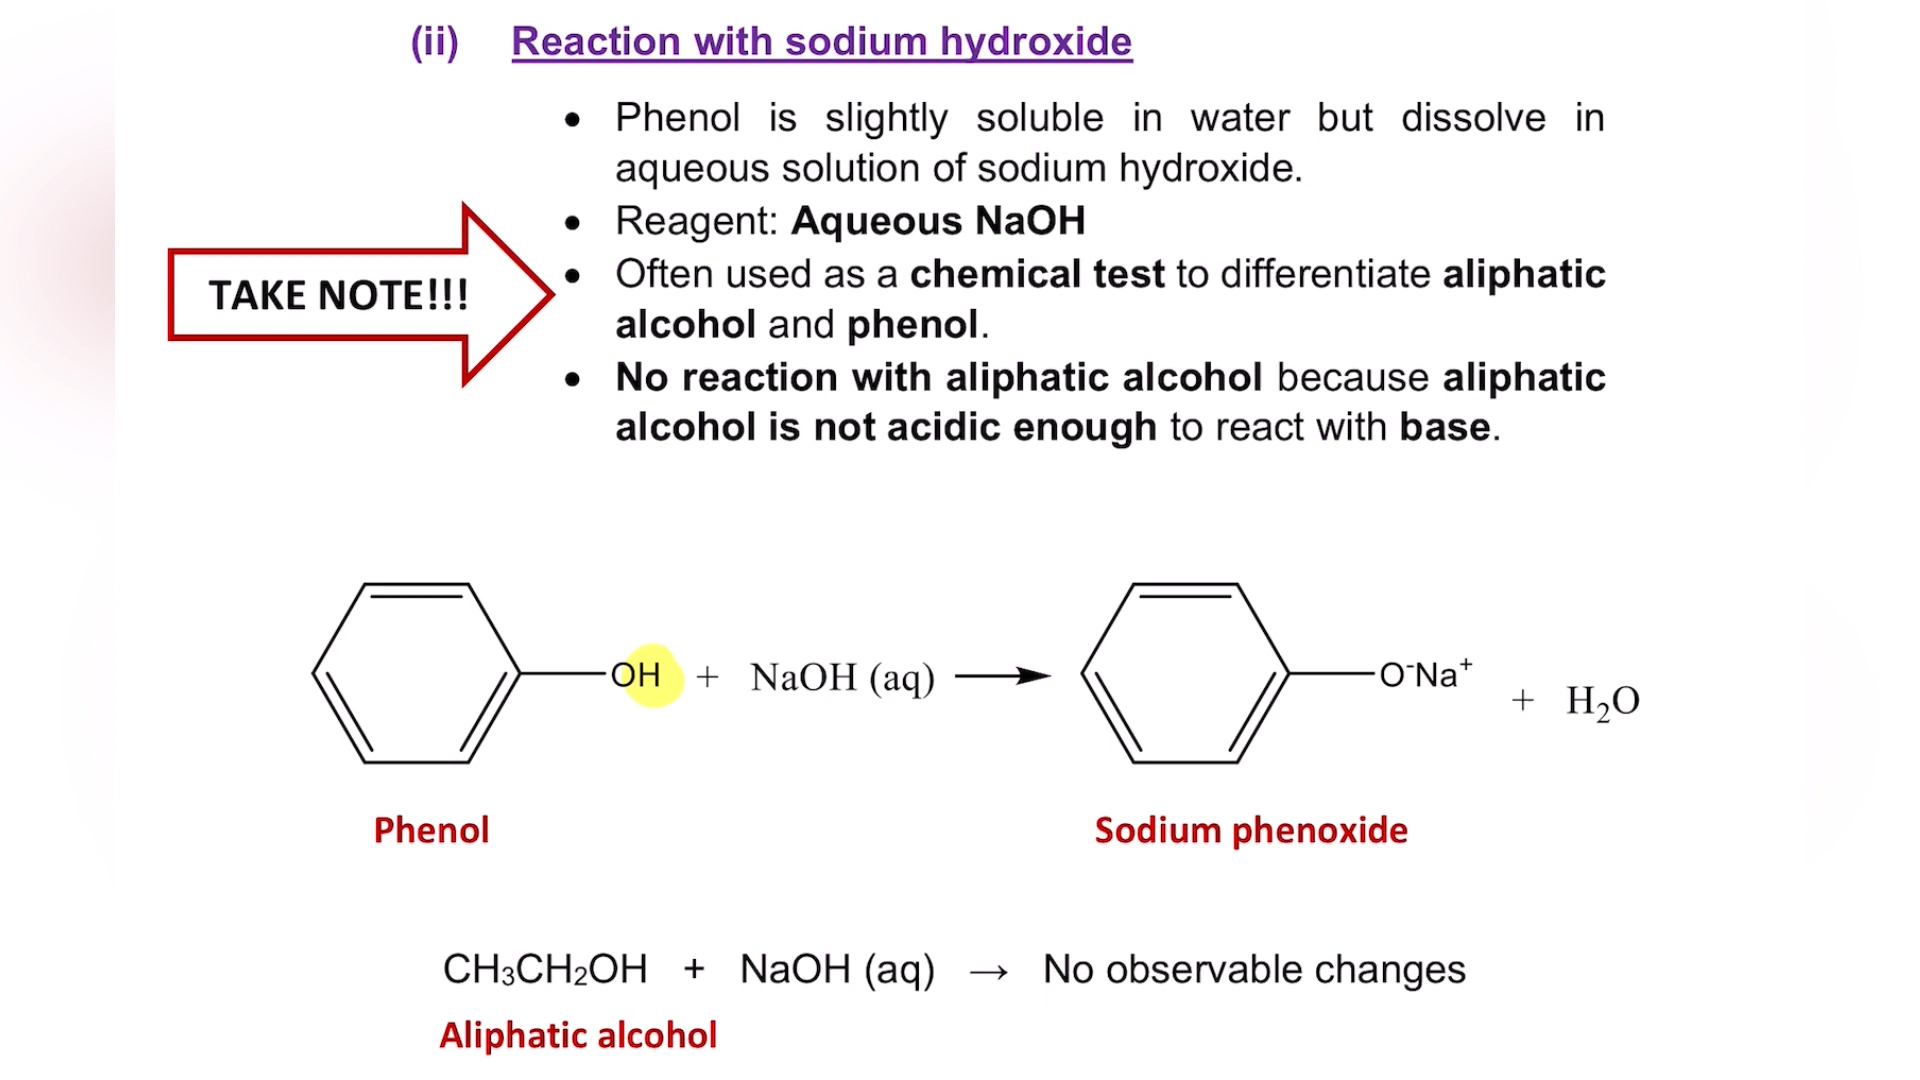 (ii) Reaction with sodium hydroxide
• Phenol is slightly soluble in water but dissolve in
aqueous solution of sodium hydroxide.
• Reagent: Aqueous NaOH
TAKE NOTE!!!
• Often used as a chemical test to differentiate aliphatic
alcohol and phenol.
• No reaction with aliphatic alcohol because aliphatic
alcohol is not acidic enough to react with base.
OH + NaOH (aq) ⟶ O⁻Na⁺ + H₂O
Phenol Sodium phenoxide
CH₃CH₂OH + NaOH (aq) → No observable changes
Aliphatic alcohol